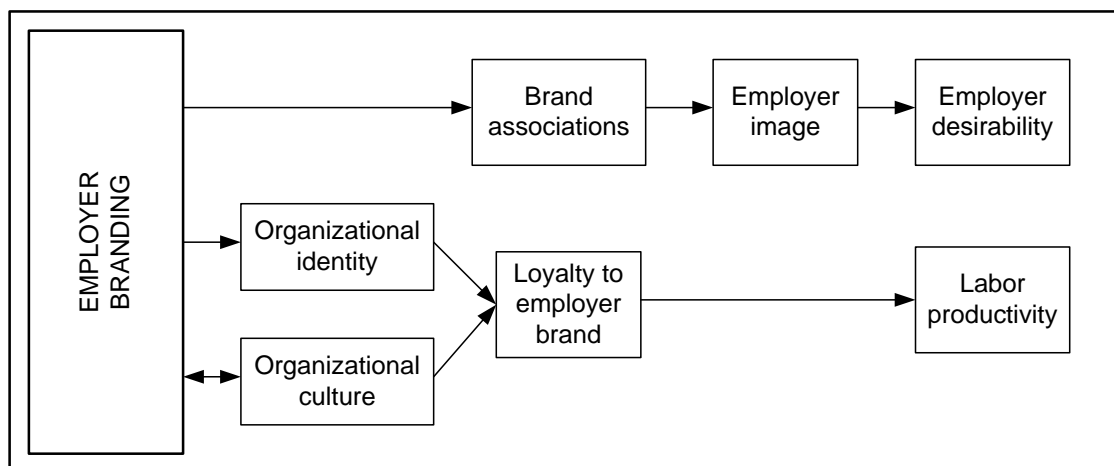 EMPLOYER
BRANDING
Brand
associations
Employer
image
Employer
desirability
Organizational
identity
Loyalty to
employer
brand
Labor
productivity
Organizational
culture